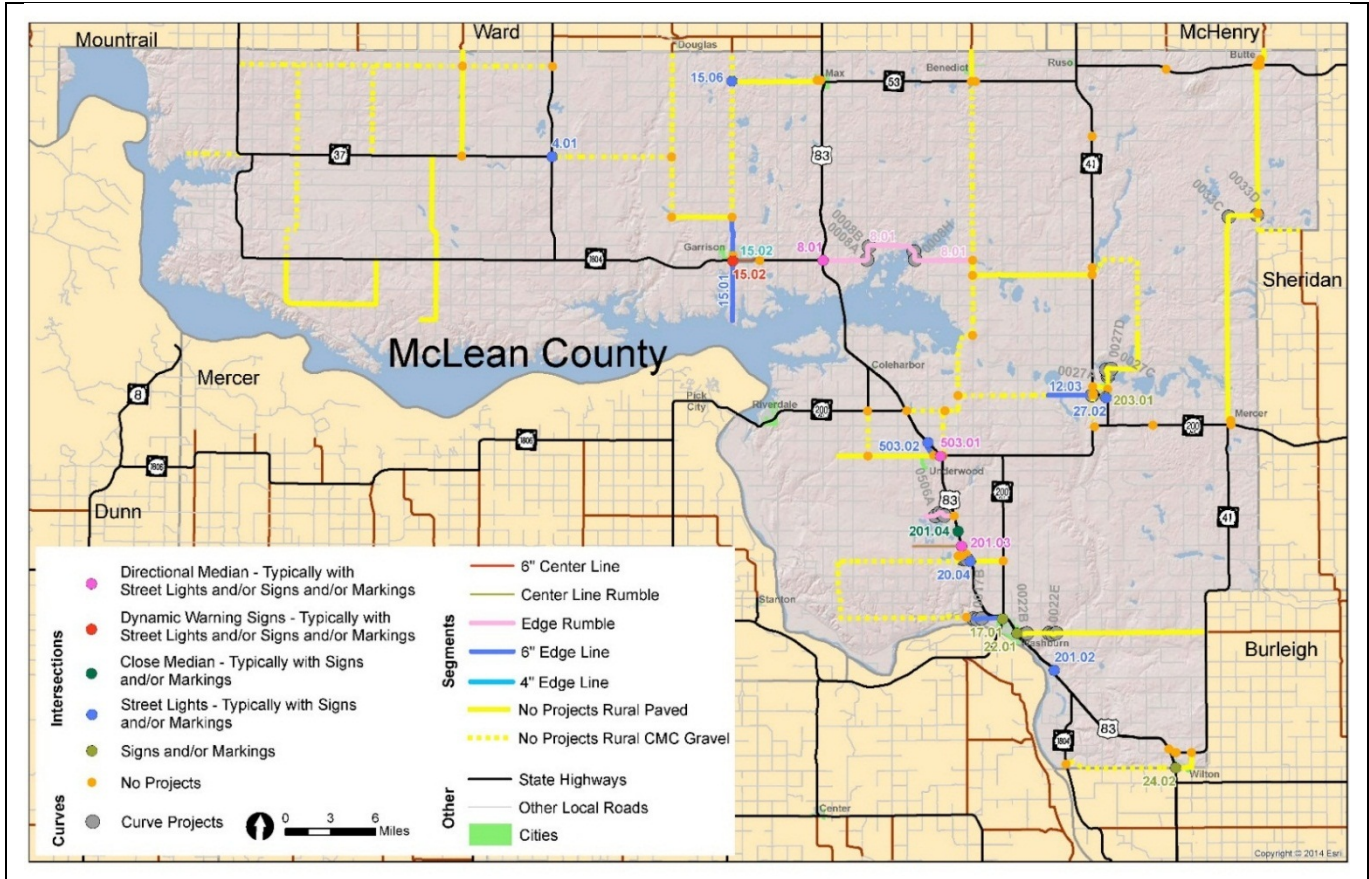 Mountrail
Ward
McHenry
Douglas
Butte
Ruso
Benedict
Max
15.06
53
4.01
37
83
41
0033C
0033D
0008B
0008A
8.01
8.01
8.01
Garrison
15.02
15.02
1804
15.01
Sheridan
McLean County
0027D
0027C
Coleharbor
12.03
27.02
203.01
Mercer
8
Pick
City
Riverdale
200
200
Mercer
1806
1806
503.02
503.01
Underwood
0506A
83
200
41
Dunn
201.04
201.03
20.04
Stanton
0022B
0022E
17.01
22.01
Washburn
201.02
Burleigh
83
1804
Wilton
24.02
Center
Intersections
Directional Median - Typically with
Street Lights and/or Signs and/or Markings
Dynamic Warning Signs - Typically with
Street Lights and/or Signs and/or Markings
Close Median - Typically with Signs
and/or Markings
Street Lights - Typically with Signs
and/or Markings
Signs and/or Markings
No Projects
Curves
Curve Projects
0 3 6
Miles
Segments
6" Center Line
Center Line Rumble
Edge Rumble
6" Edge Line
4" Edge Line
No Projects Rural Paved
No Projects Rural CMC Gravel
Other
State Highways
Other Local Roads
Cities
Copyright © 2014 Esri